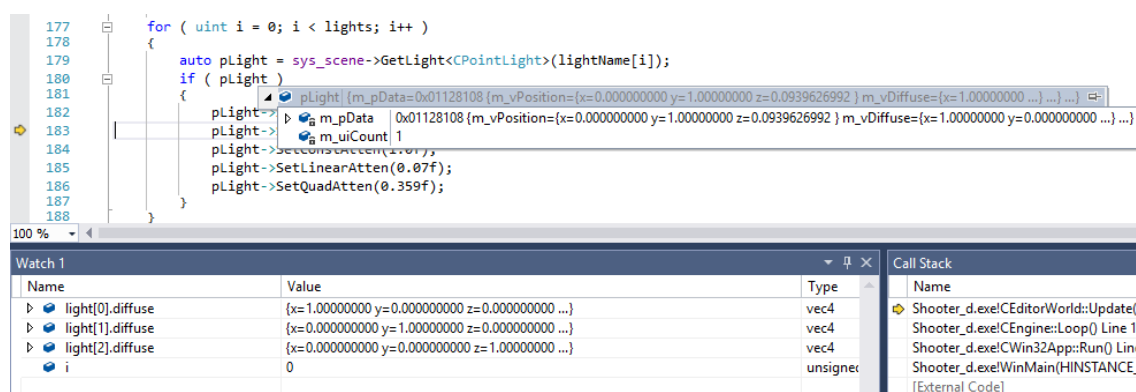 177 for ( uint i = 0; i < lights; i++ )
178 {
179 auto pLight = sys_scene->GetLight<CPointLight>(lightName[i]);
180 if ( pLight )
181 { pLight {m_pData=0x01128108 {m_vPosition={x=0.000000000 y=1.00000000 z=0.0939626992 } m_vDiffuse={x=1.00000000 ...} ...} ...}
182 pLight-> m_pData 0x01128108 {m_vPosition={x=0.000000000 y=1.00000000 z=0.0939626992 } m_vDiffuse={x=1.00000000 y=0.000000000 ...} ...} ...
183 pLight-> m_uiCount 1
184 pLight->SetConstAtten(1.0f);
185 pLight->SetLinearAtten(0.07f);
186 pLight->SetQuadAtten(0.359f);
187 }
188 }
100 %
Watch 1
Name Value Type
light[0].diffuse {x=1.00000000 y=0.000000000 z=0.000000000 ...} vec4
light[1].diffuse {x=0.000000000 y=1.00000000 z=0.000000000 ...} vec4
light[2].diffuse {x=0.000000000 y=0.000000000 z=1.00000000 ...} vec4
i 0 unsigned
Call Stack
Name
Shooter_d.exe!CEditorWorld::Update(
Shooter_d.exe!CEngine::Loop() Line 1
Shooter_d.exe!CWin32App::Run() Line
Shooter_d.exe!WinMain(HINSTANCE_
[External Code]